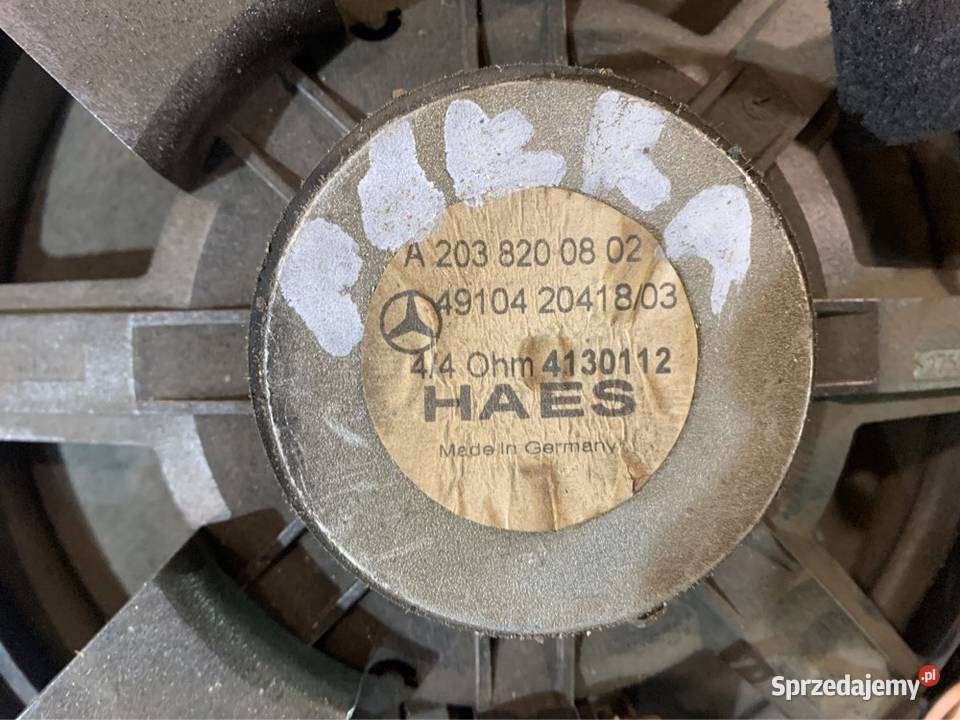 A 203 820 08 02
49104 20418/03
4/4 Ohm 4130112
HAES
Made In Germany
Sprzedajemy.pl